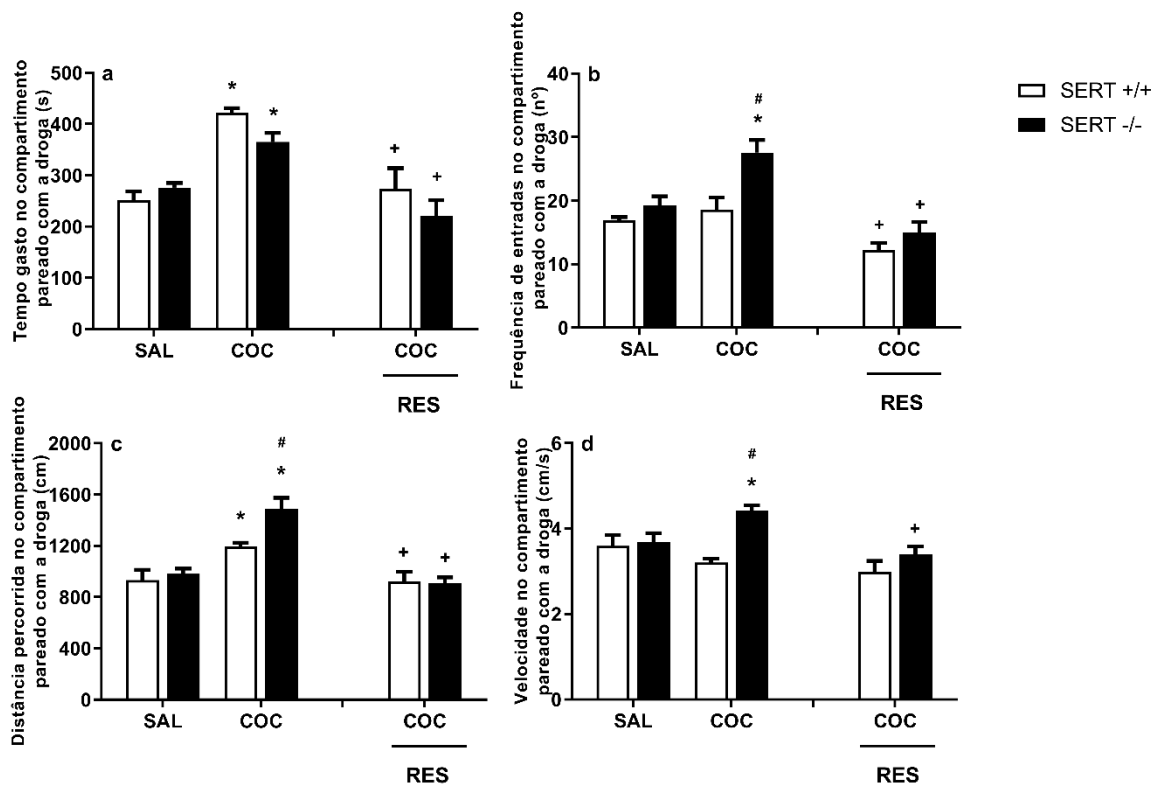 a
Tempo gasto no compartimento
pareado com a droga (s)
500
400
300
200
100
0
*
*
+
+
SAL
COC
COC
RES
b
Frequência de entradas no compartimento
pareado com a droga (nº)
40
30
20
10
0
#
*
+
+
SAL
COC
COC
RES
SERT +/+
SERT -/-
c
Distância percorrida no compartimento
pareado com a droga (cm)
2000
1600
1200
800
400
0
*
#
*
+
+
SAL
COC
COC
RES
d
Velocidade no compartimento
pareado com a droga (cm/s)
6
4
2
0
#
*
+
SAL
COC
COC
RES